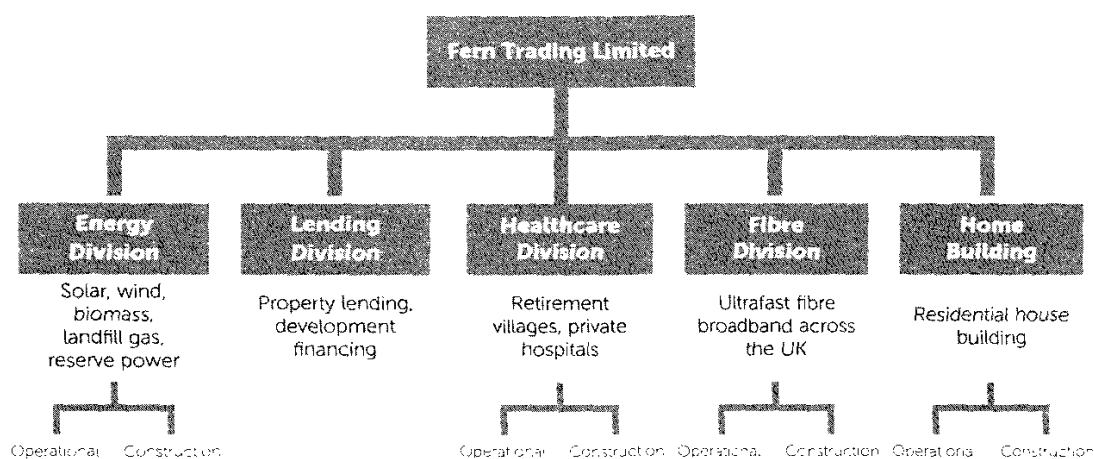 Fern Trading Limited
Energy
Division
Lending
Division
Healthcare
Division
Fibre
Division
Home
Building
Solar, wind,
biomass,
landfill gas,
reserve power
Property lending,
development
financing
Retirement
villages, private
hospitals
Ultrafast fibre
broadband across
the UK
Residential house
building
Operational Construction
Operational Construction
Operational Construction
Operational Construction